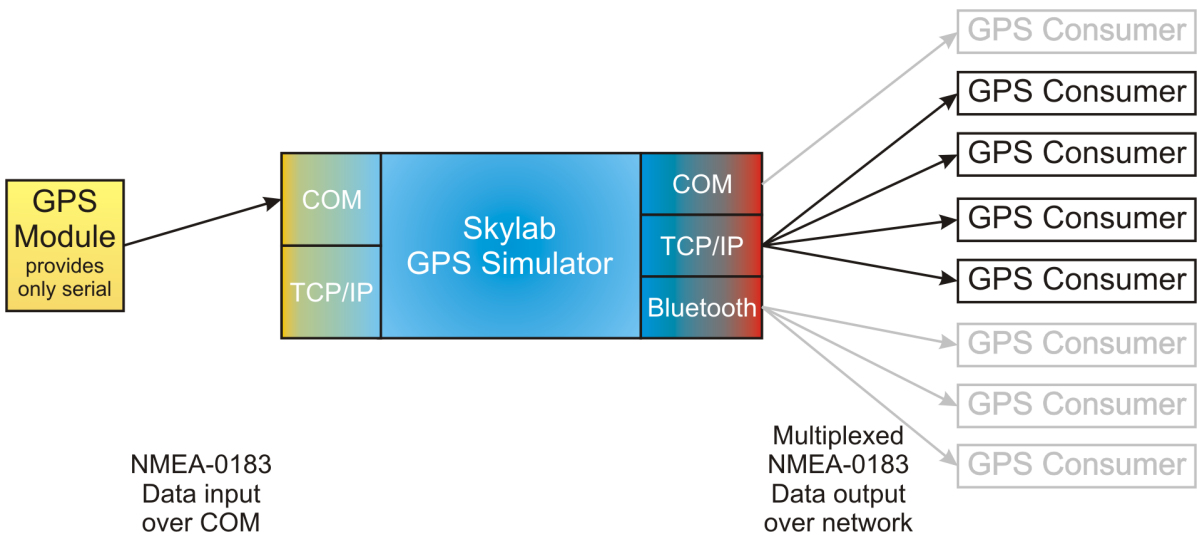 GPS
Module
provides
only serial
NMEA-0183
Data input
over COM
COM
TCP/IP
Skylab
GPS Simulator
COM
TCP/IP
Bluetooth
Multiplexed
NMEA-0183
Data output
over network
GPS Consumer
GPS Consumer
GPS Consumer
GPS Consumer
GPS Consumer
GPS Consumer
GPS Consumer
GPS Consumer